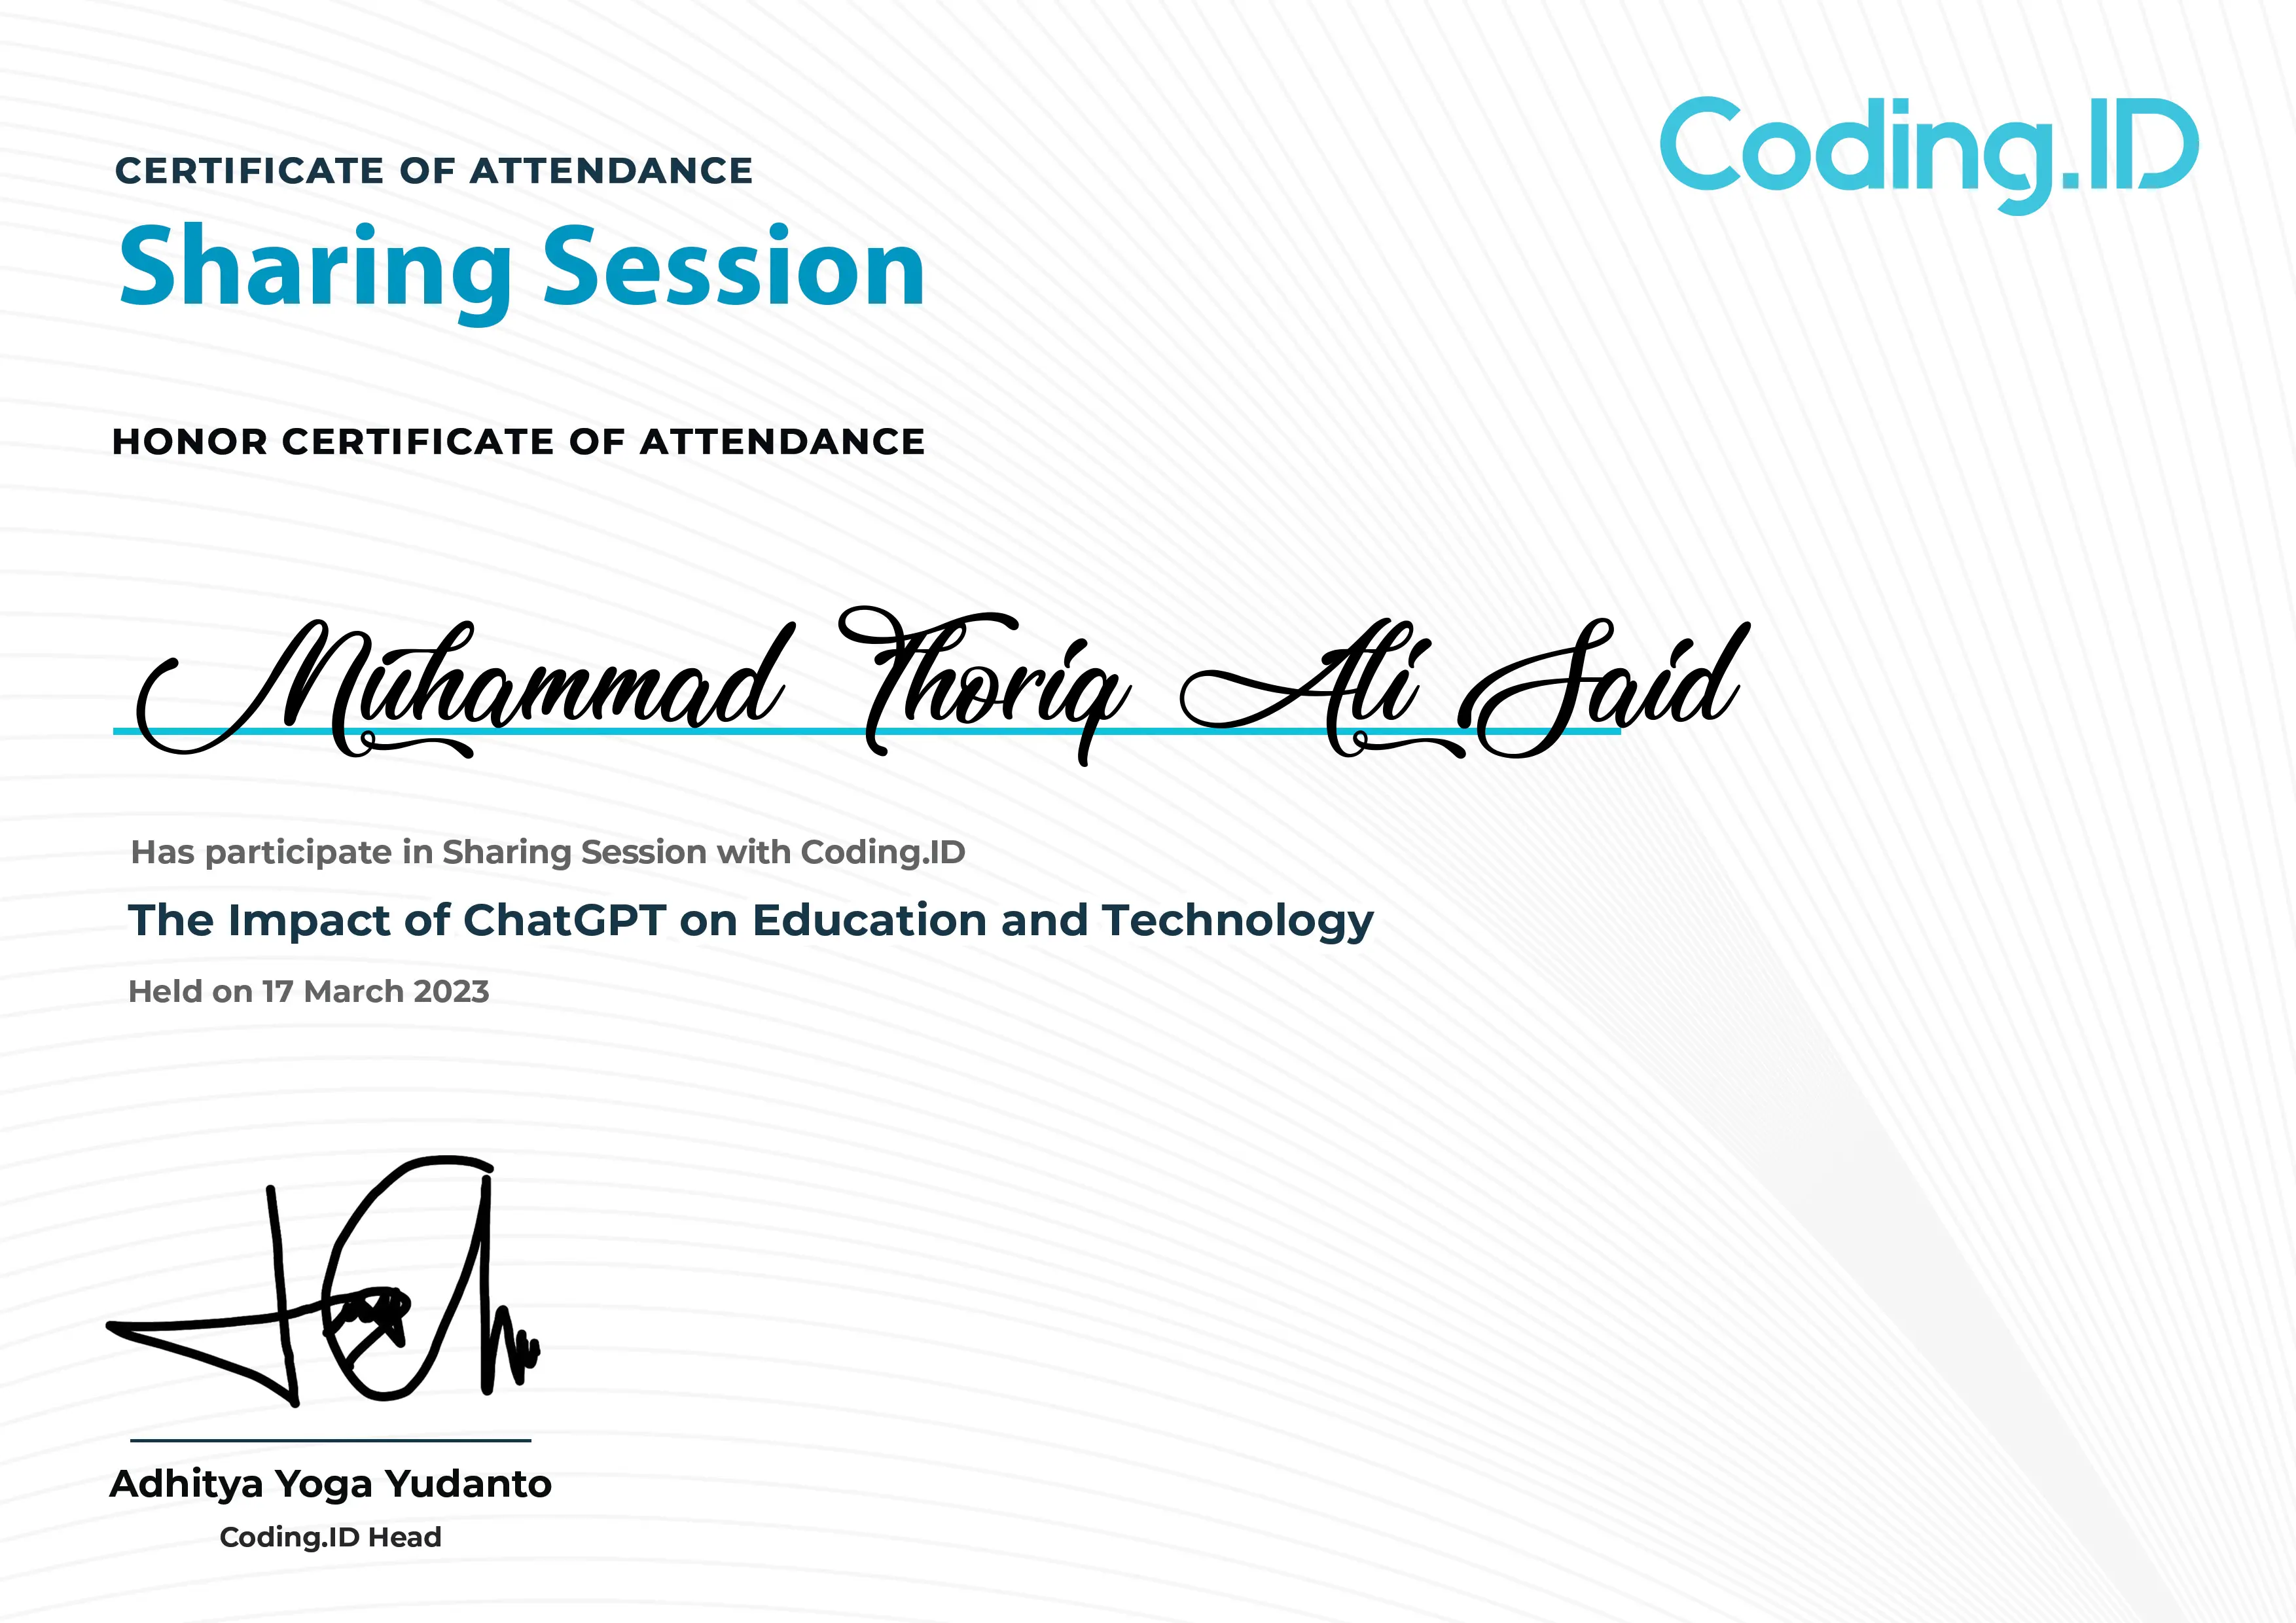 Coding.ID
CERTIFICATE OF ATTENDANCE
Sharing Session
HONOR CERTIFICATE OF ATTENDANCE
Muhammad Thoriq Ali Said
Has participate in Sharing Session with Coding.ID
The Impact of ChatGPT on Education and Technology
Held on 17 March 2023
Adhitya Yoga Yudanto
Coding.ID Head